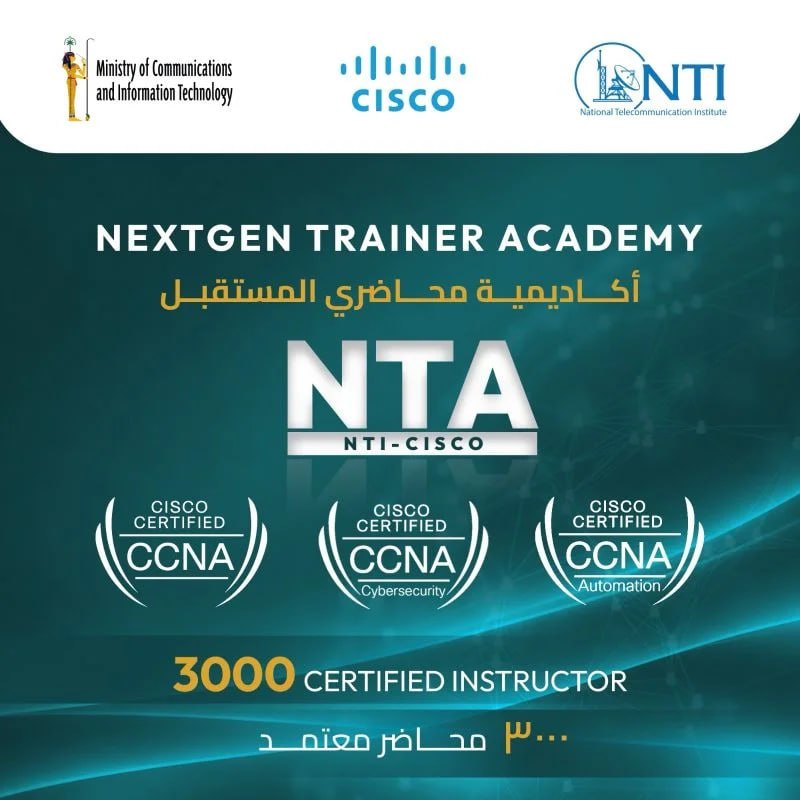 Ministry of Communications
and Information Technology
CISCO
NTI
National Telecommunication Institute
NEXTGEN TRAINER ACADEMY
أكاديمية محاضري المستقبل
NTA
NTI-CISCO
CISCO
CERTIFIED
CCNA
CISCO
CERTIFIED
CCNA
Cybersecurity
CISCO
CERTIFIED
CCNA
Automation
3000 CERTIFIED INSTRUCTOR
٣٠٠٠ محاضر معتمد